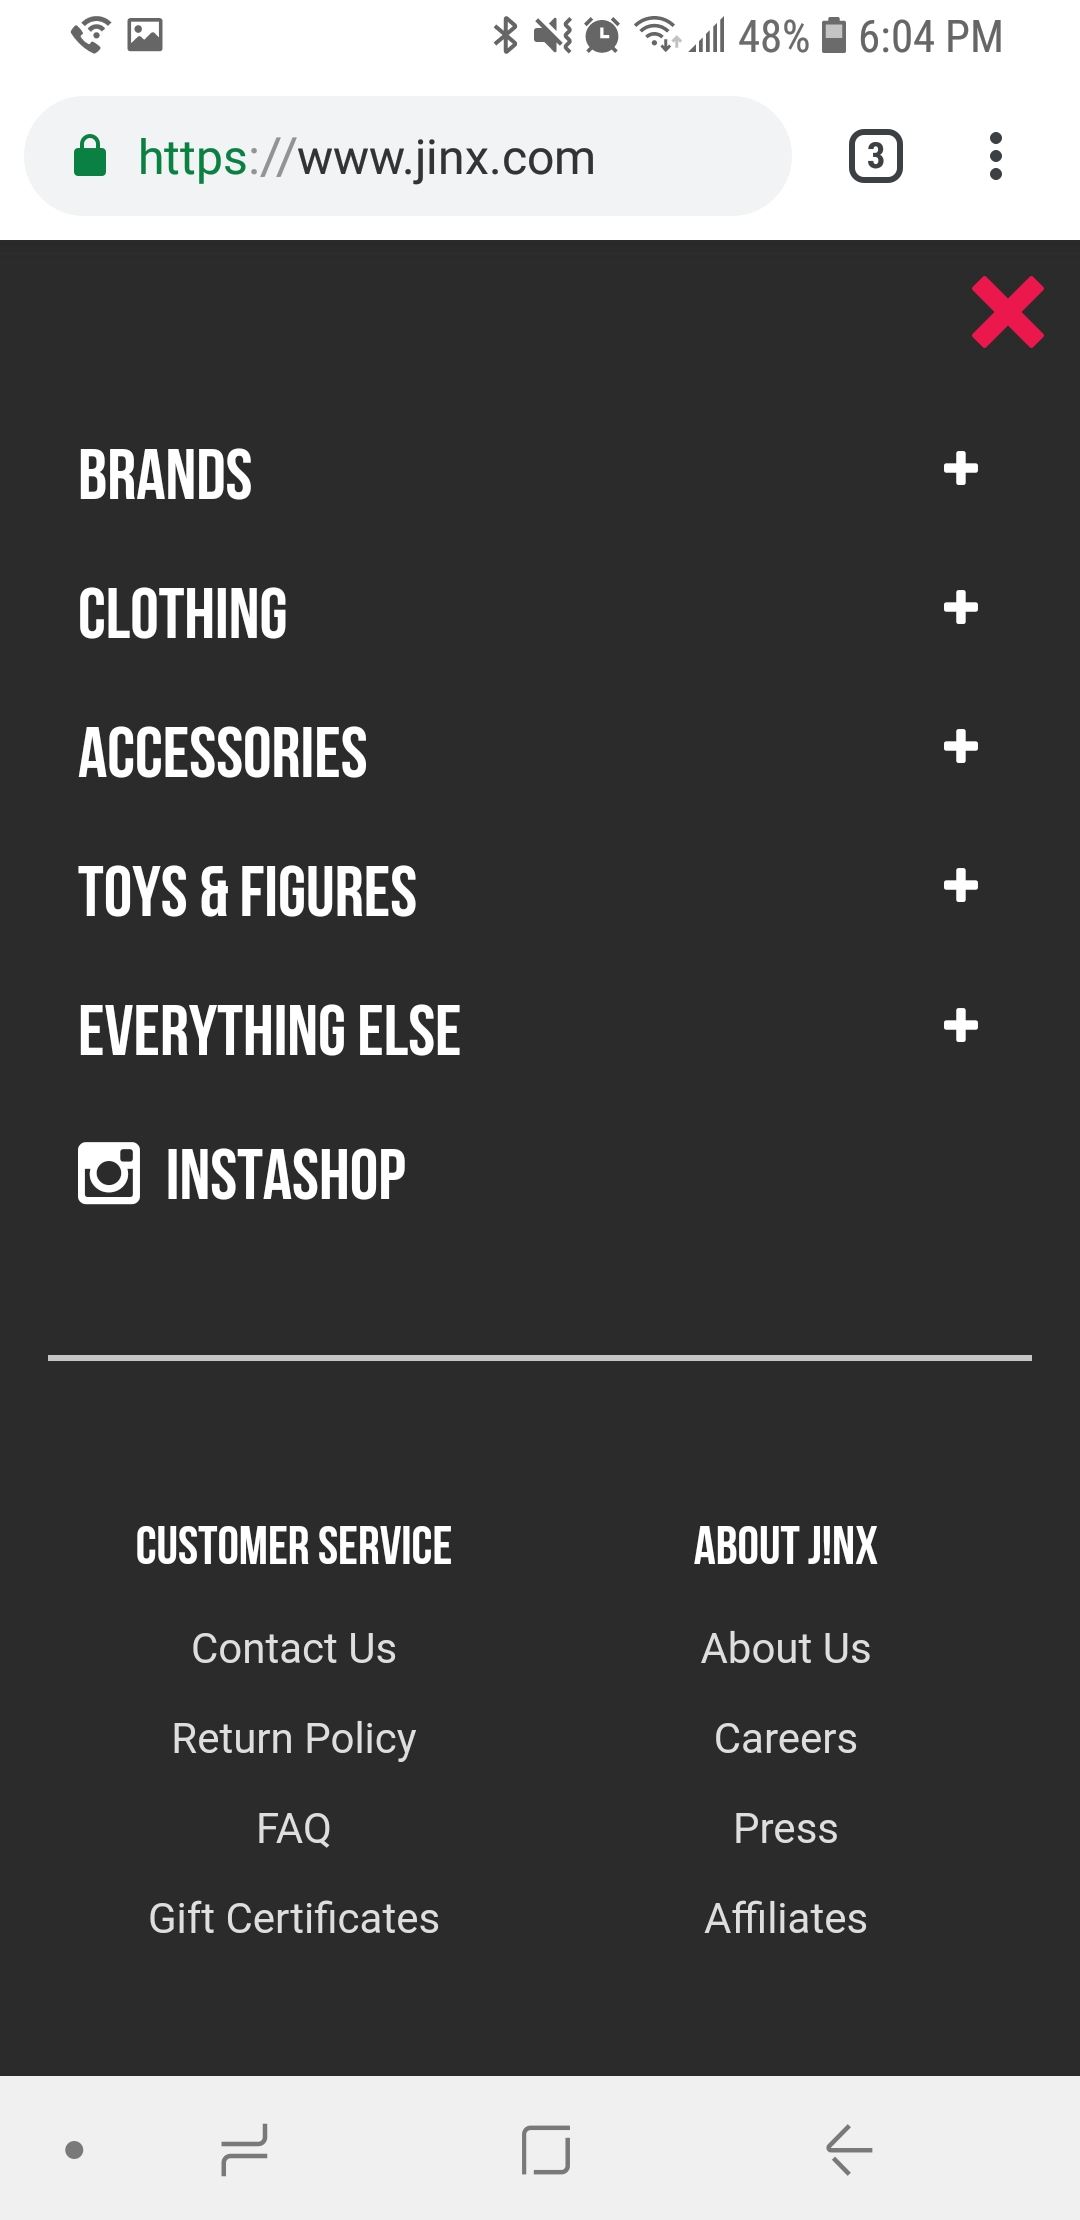 48% 6:04 PM
https://www.jinx.com
3
BRANDS
CLOTHING
ACCESSORIES
TOYS & FIGURES
EVERYTHING ELSE
INSTASHOP
CUSTOMER SERVICE
Contact Us
Return Policy
FAQ
Gift Certificates
ABOUT J!NX
About Us
Careers
Press
Affiliates